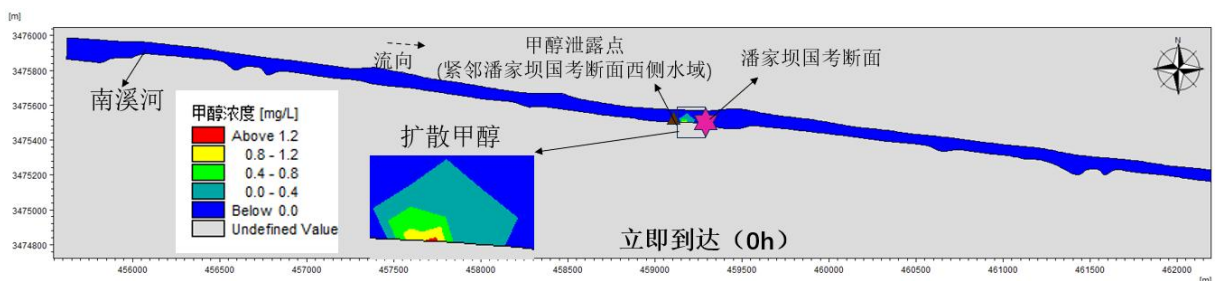 [m]
3476000
3475800
3475600
3475400
3475200
3475000
3474800
流向
甲醇泄露点
(紧邻潘家坝国考断面西侧水域)
潘家坝国考断面
N
南溪河
甲醇浓度 [mg/L]
Above 1.2
0.8 - 1.2
0.4 - 0.8
0.0 - 0.4
Below 0.0
Undefined Value
扩散甲醇
立即到达（0h）
456000
456500
457000
457500
458000
458500
459000
459500
460000
460500
461000
461500
462000
[m]